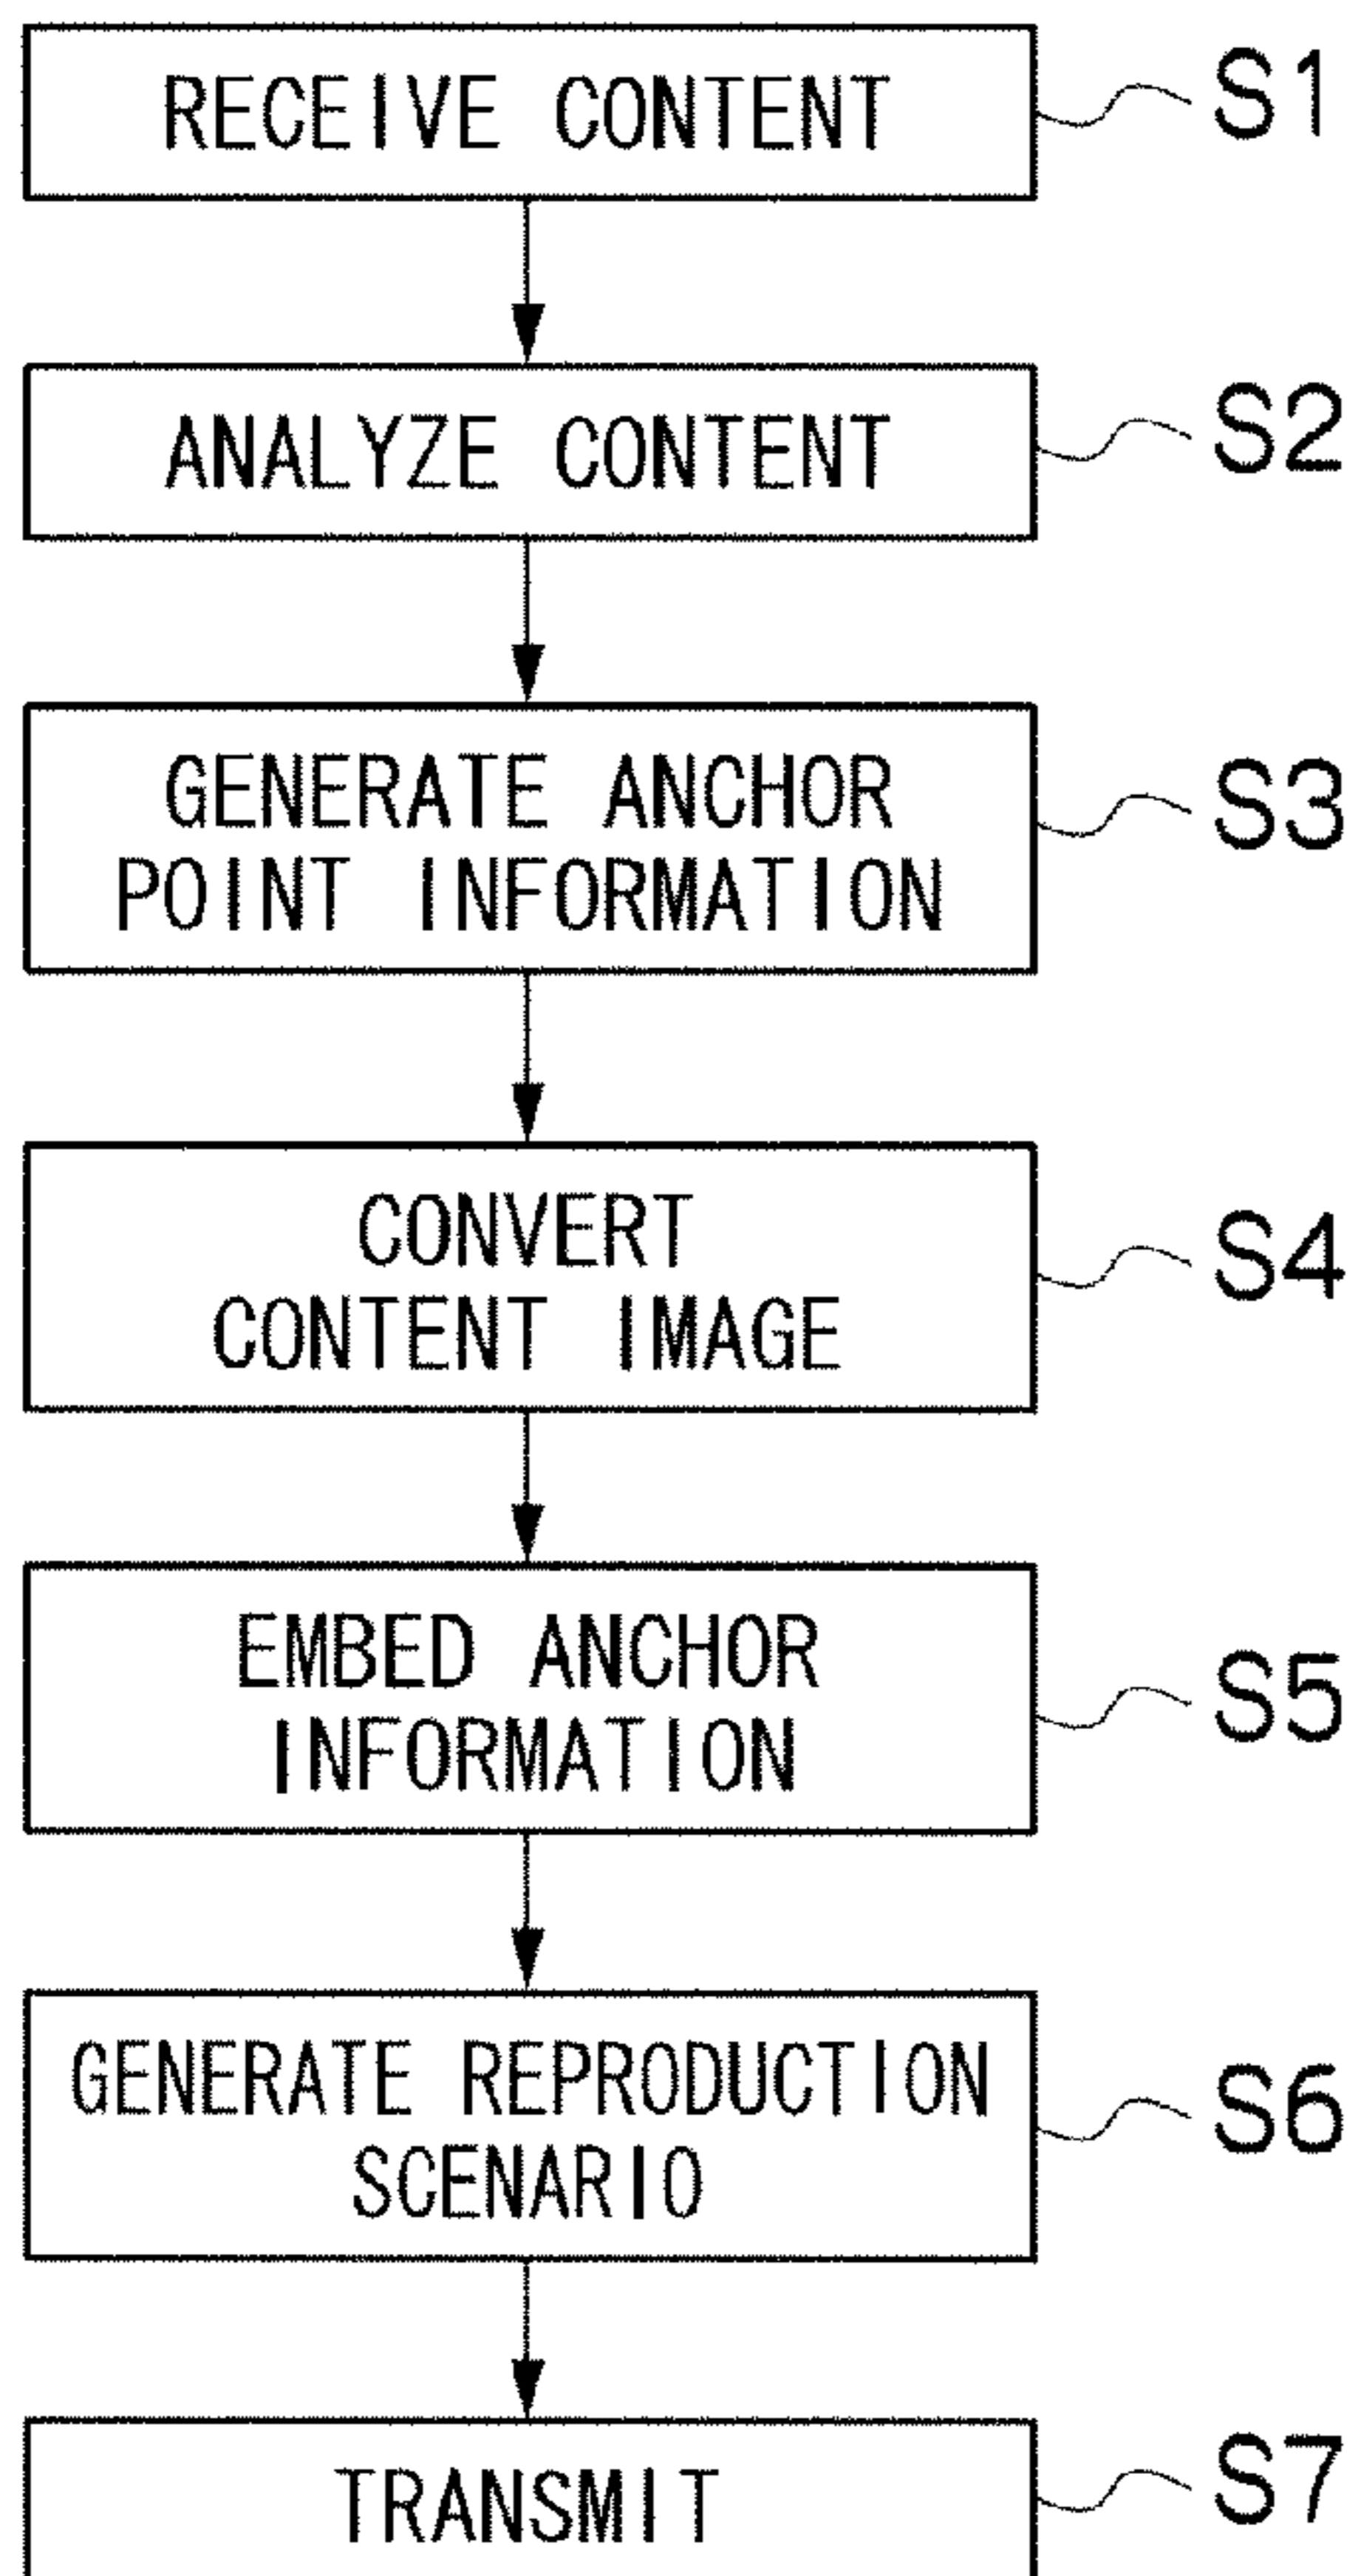 RECEIVE CONTENT
S1
ANALYZE CONTENT
S2
GENERATE ANCHOR
POINT INFORMATION
S3
CONVERT
CONTENT IMAGE
S4
EMBED ANCHOR
INFORMATION
S5
GENERATE REPRODUCTION
SCENARIO
S6
TRANSMIT
S7